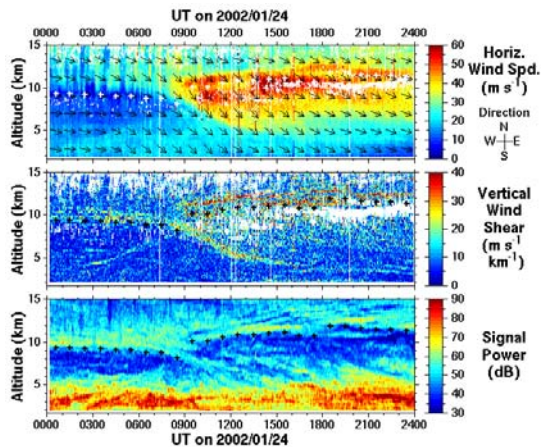 UT on 2002/01/24
0000 0300 0600 0900 1200 1500 1800 2100 2400
15
10
5
Altitude (km)
60
50
40
30
20
10
0
Horiz.
Wind Spd.
(m s⁻¹)
Direction
N
W E
S
15
10
5
Altitude (km)
40
30
20
10
0
Vertical
Wind
Shear
(m s⁻¹
km⁻¹)
15
10
5
Altitude (km)
90
80
70
60
50
40
30
Signal
Power
(dB)
0000 0300 0600 0900 1200 1500 1800 2100 2400
UT on 2002/01/24